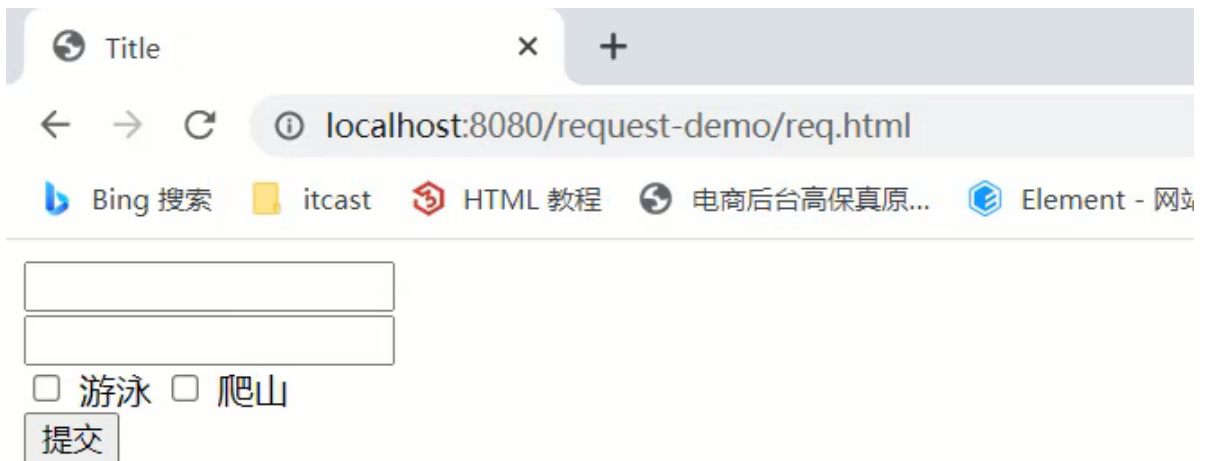 Title
localhost:8080/request-demo/req.html
Bing 搜索 itcast HTML 教程 电商后台高保真原... Element - 网站
游泳 爬山
提交